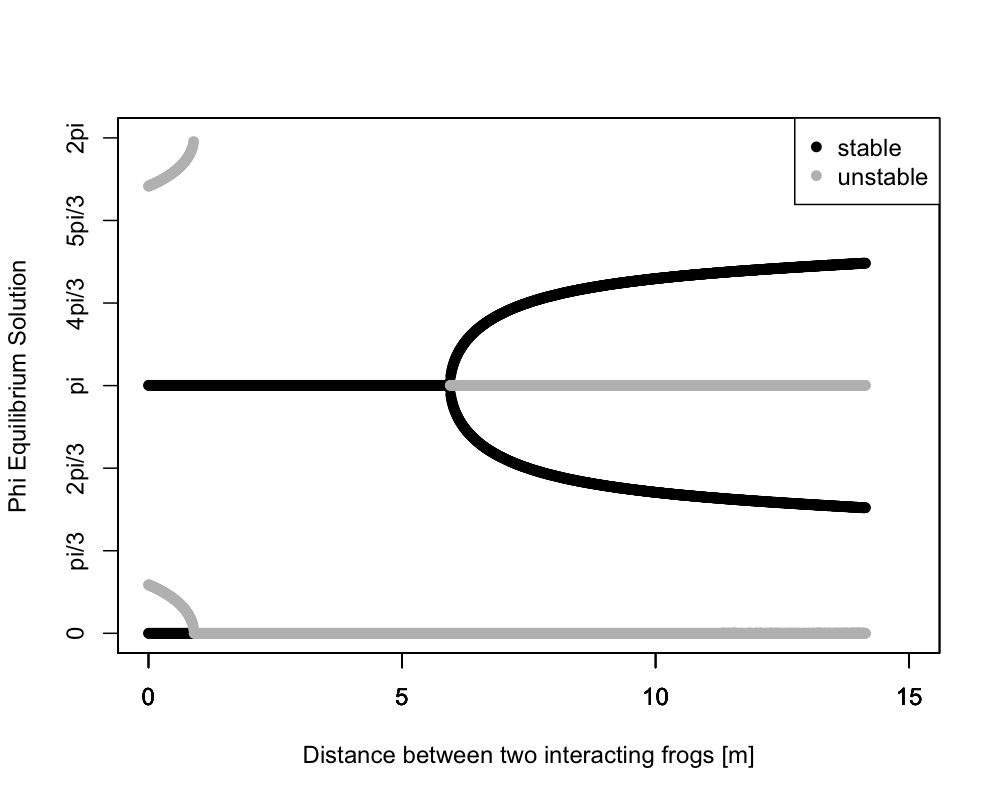 stable
unstable
Phi Equilibrium Solution
2pi
5pi/3
4pi/3
pi
2pi/3
pi/3
0
0 5 10 15
Distance between two interacting frogs [m]